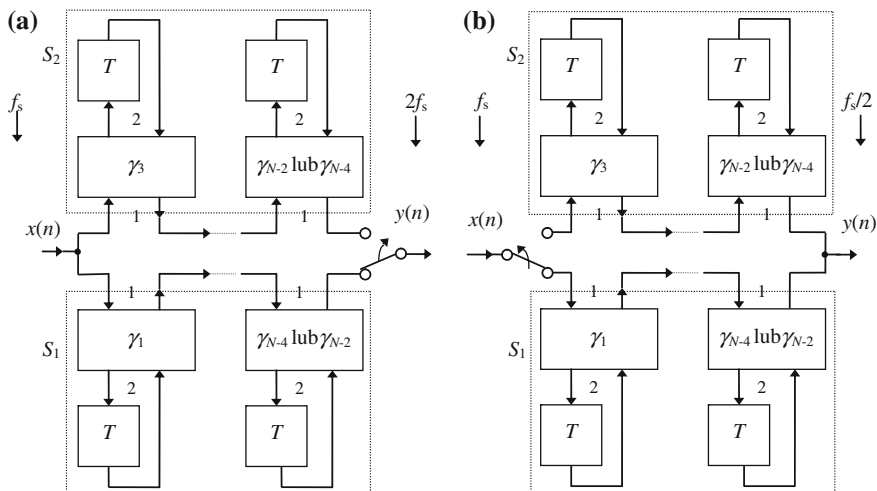 (a)
S₂
T
T
fₛ
2
2
2fₛ
γ₃
γN-2 lub γN-4
x(n)
1
1
y(n)
1
1
S₁
γ₁
γN-4 lub γN-2
2
2
T
T
(b)
S₂
T
T
fₛ
2
2
fₛ/2
γ₃
γN-2 lub γN-4
x(n)
1
1
y(n)
1
1
S₁
γ₁
γN-4 lub γN-2
2
2
T
T